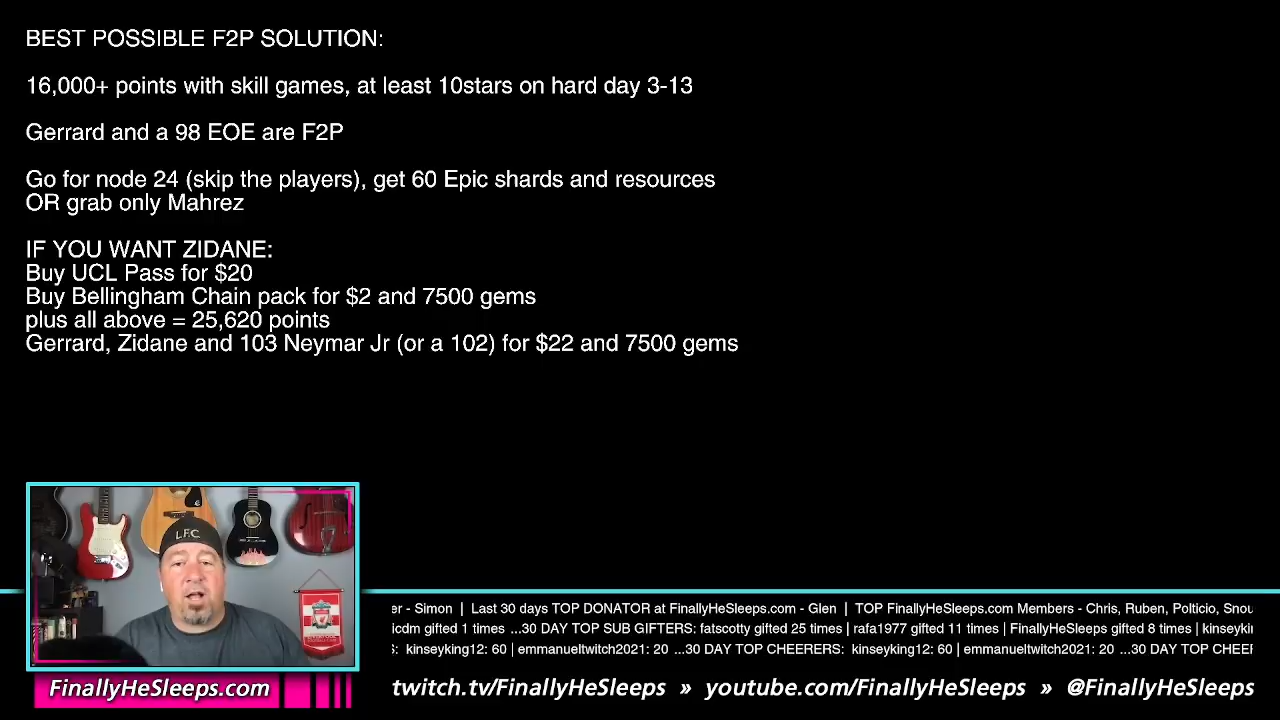 BEST POSSIBLE F2P SOLUTION:
16,000+ points with skill games, at least 10stars on hard day 3-13
Gerrard and a 98 EOE are F2P
Go for node 24 (skip the players), get 60 Epic shards and resources
OR grab only Mahrez
IF YOU WANT ZIDANE:
Buy UCL Pass for $20
Buy Bellingham Chain pack for $2 and 7500 gems
plus all above = 25,620 points
Gerrard, Zidane and 103 Neymar Jr (or a 102) for $22 and 7500 gems
L.F.C.
er - Simon | Last 30 days TOP DONATOR at FinallyHeSleeps.com - Glen | TOP FinallyHeSleeps.com Members - Chris, Ruben, Polticio, Snou
icdm gifted 1 times ...30 DAY TOP SUB GIFTERS: fatscotty gifted 25 times | rafa1977 gifted 11 times | FinallyHeSleeps gifted 8 times | kinseyki
: kinseyking12: 60 | emmanueltwitch2021: 20 ...30 DAY TOP CHEERERS: kinseyking12: 60 | emmanueltwitch2021: 20 ...30 DAY TOP CHEER
FinallyHeSleeps.com
twitch.tv/FinallyHeSleeps » youtube.com/FinallyHeSleeps » @FinallyHeSleeps